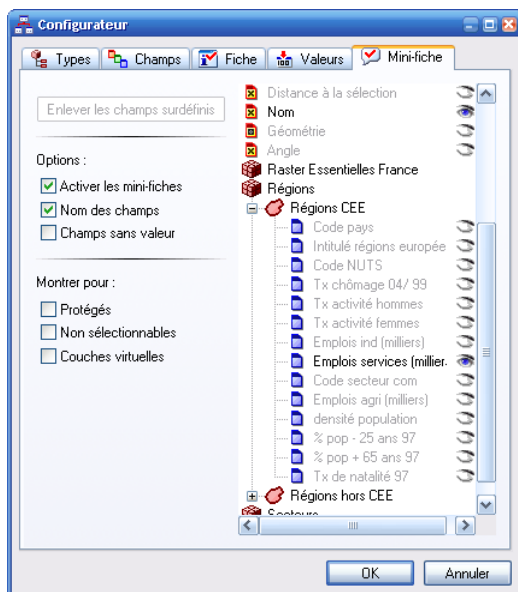 Configurateur
Types
Champs
Fiche
Valeurs
Mini-fiche
Enlever les champs surdéfinis
Options :
Activer les mini-fiches
Nom des champs
Champs sans valeur
Montrer pour :
Protégés
Non sélectionnables
Couches virtuelles
Distance à la sélection
Nom
Géométrie
Angle
Raster Essentielles France
Régions
Régions CEE
Code pays
Intitulé régions europée
Code NUTS
Tx chômage 04/ 99
Tx activité hommes
Tx activité femmes
Emplois ind (milliers)
Emplois services (millier.
Code secteur com
Emplois agri (milliers)
densité population
% pop - 25 ans 97
% pop + 65 ans 97
Tx de natalité 97
Régions hors CEE
Secteurs
OK
Annuler